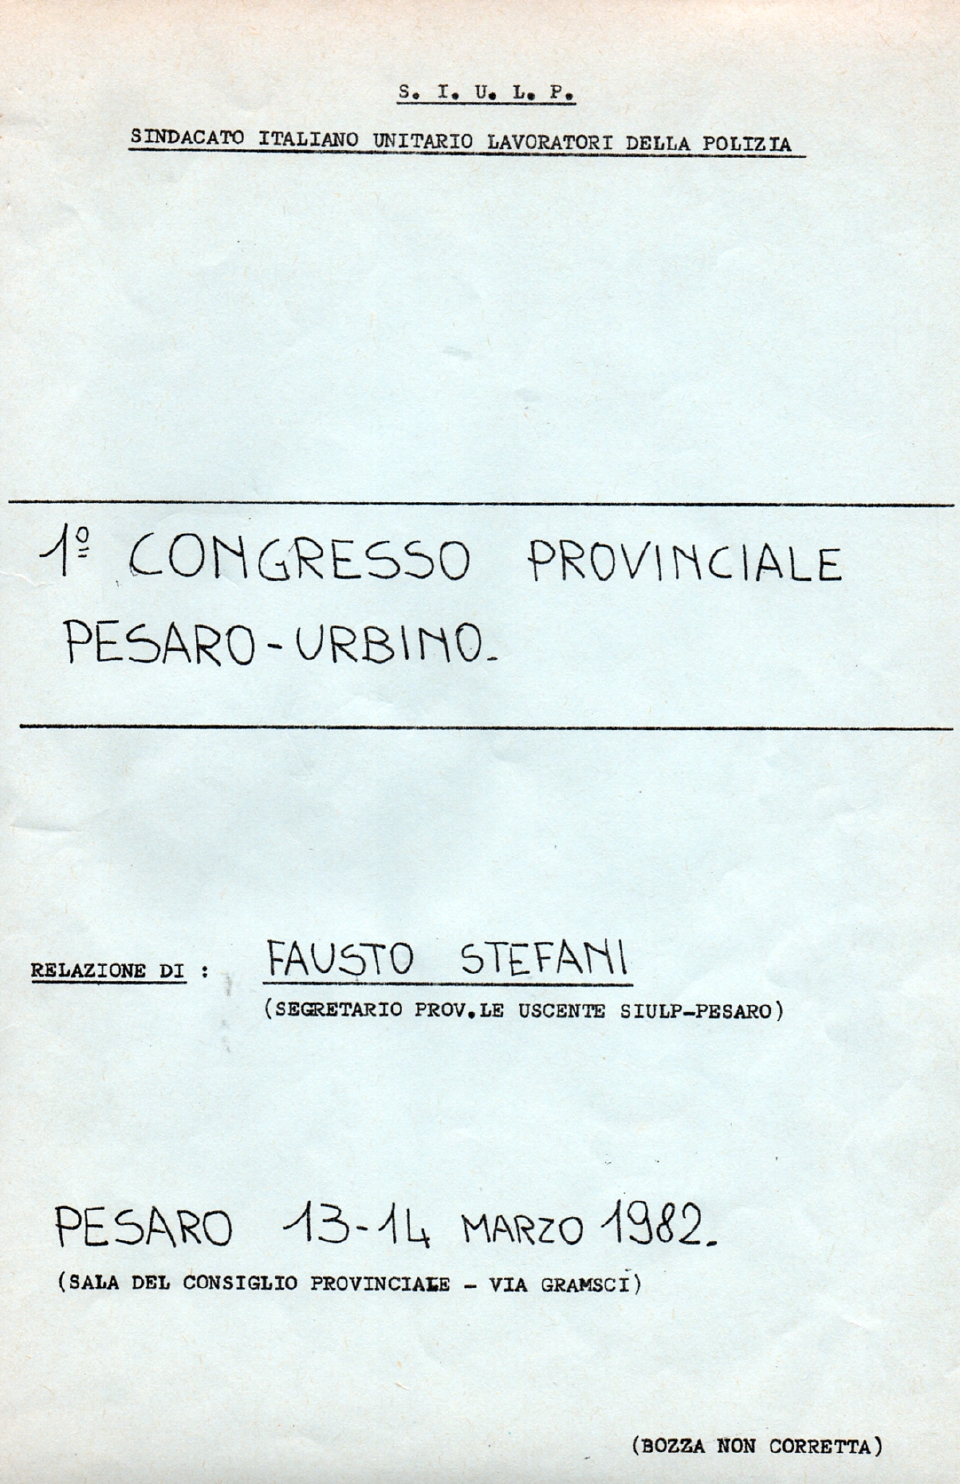 S. I. U. L. P.
SINDACATO ITALIANO UNITARIO LAVORATORI DELLA POLIZIA
1º CONGRESSO PROVINCIALE
PESARO-URBINO.
RELAZIONE DI : FAUSTO STEFANI
(SEGRETARIO PROV.LE USCENTE SIULP-PESARO)
PESARO 13-14 MARZO 1982.
(SALA DEL CONSIGLIO PROVINCIALE - VIA GRAMSCI)
(BOZZA NON CORRETTA)